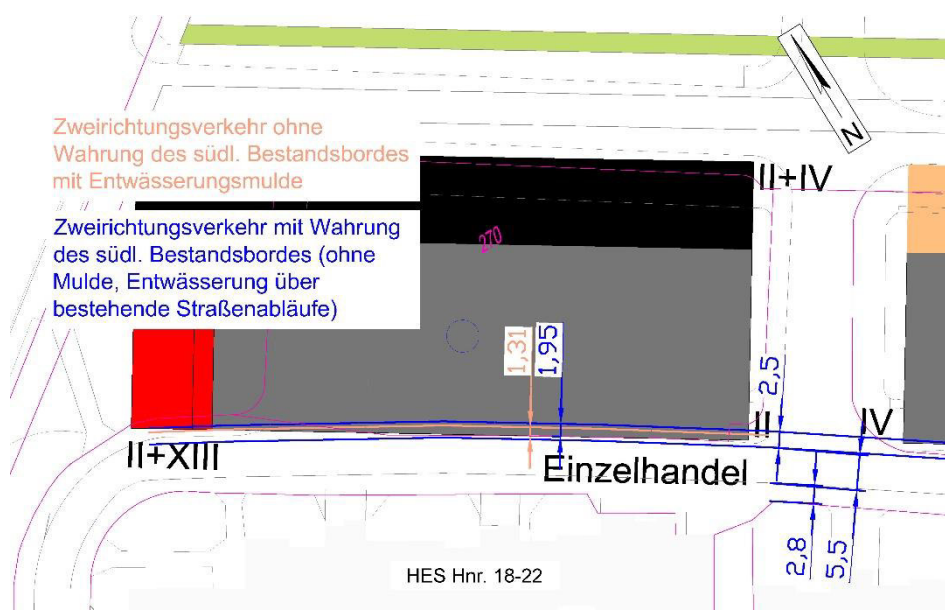 Zweirichtungsverkehr ohne
Wahrung des südl. Bestandsbordes
mit Entwässerungsmulde
Zweirichtungsverkehr mit Wahrung
des südl. Bestandsbordes (ohne
Mulde, Entwässerung über
bestehende Straßenabläufe)
N
II+IV
270
1,31
1,95
2,5
II
IV
II+XIII
Einzelhandel
2,8
5,5
HES Hnr. 18-22